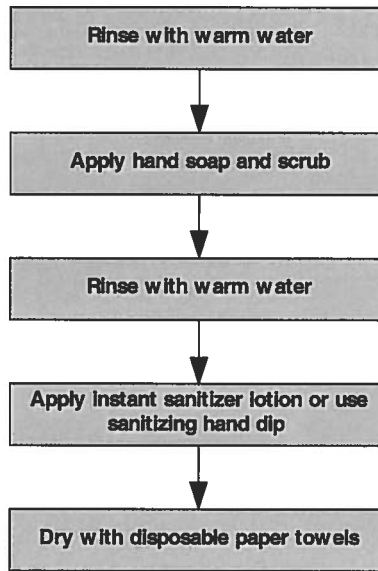 Rinse with warm water
Apply hand soap and scrub
Rinse with warm water
Apply instant sanitizer lotion or use
sanitizing hand dip
Dry with disposable paper towels